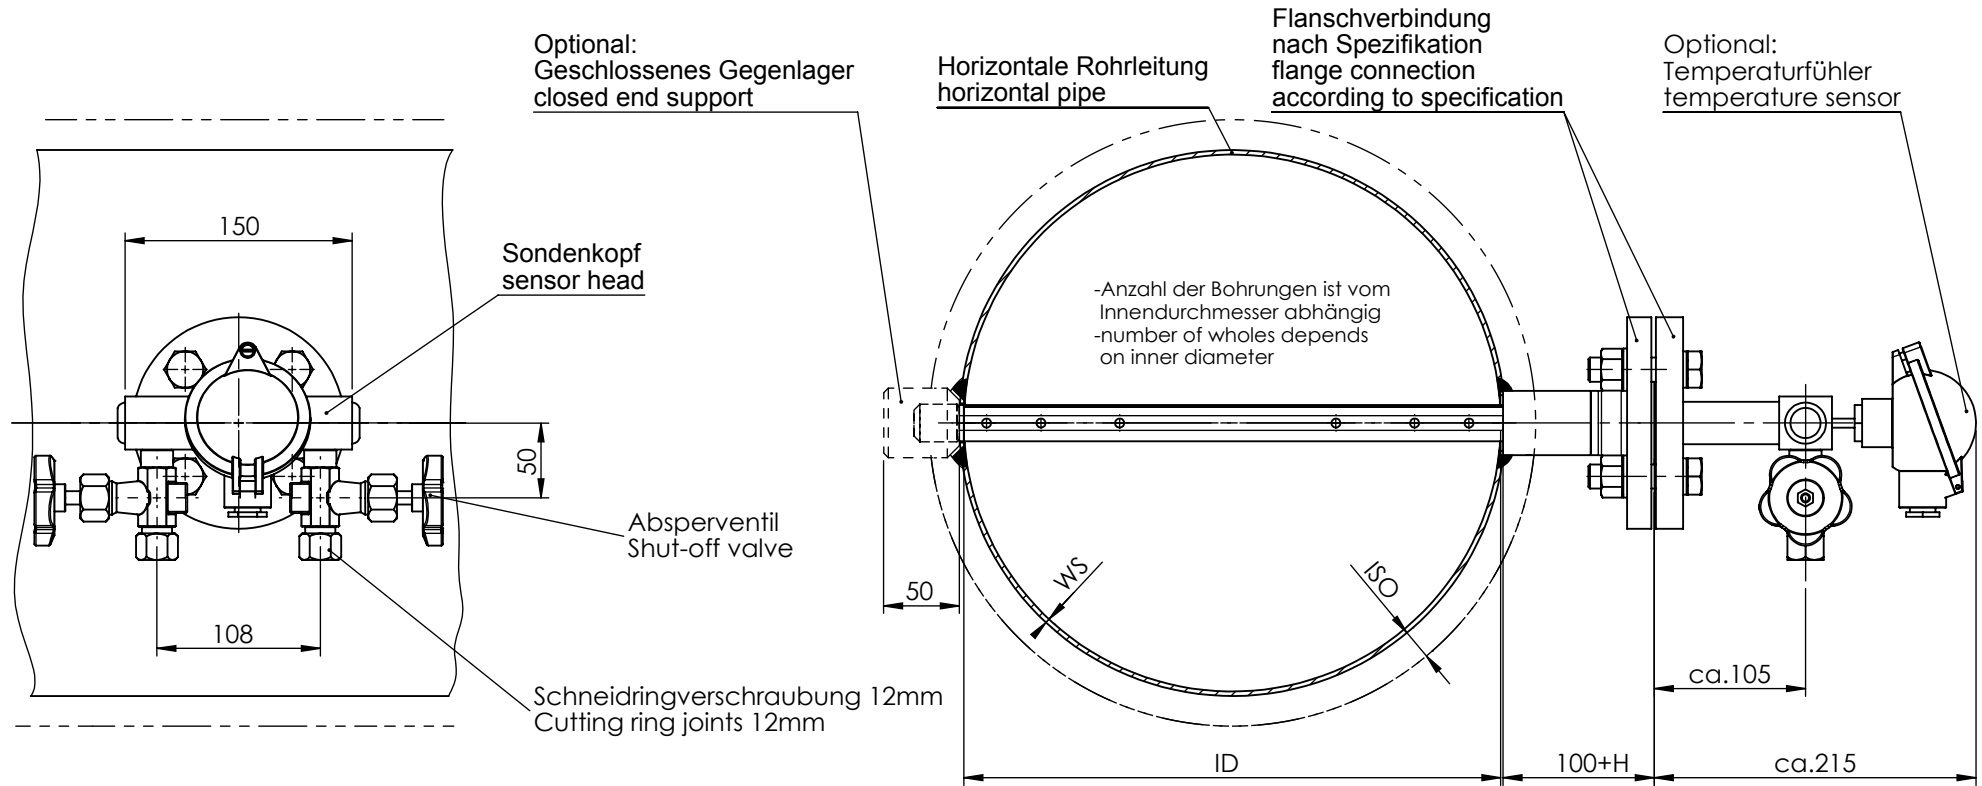 Optional:
Geschlossenes Gegenlager
closed end support
Horizontale Rohrleitung
horizontal pipe
Flanschverbindung
nach Spezifikation
flange connection
according to specification
Optional:
Temperaturfühler
temperature sensor
150
Sondenkopf
sensor head
-Anzahl der Bohrungen ist vom
Innendurchmesser abhängig
-number of wholes depends
on inner diameter
50
Absperventil
Shut-off valve
108
Schneidringverschraubung 12mm
Cutting ring joints 12mm
50
WS
ISO
ca.105
ID
100+H
ca.215